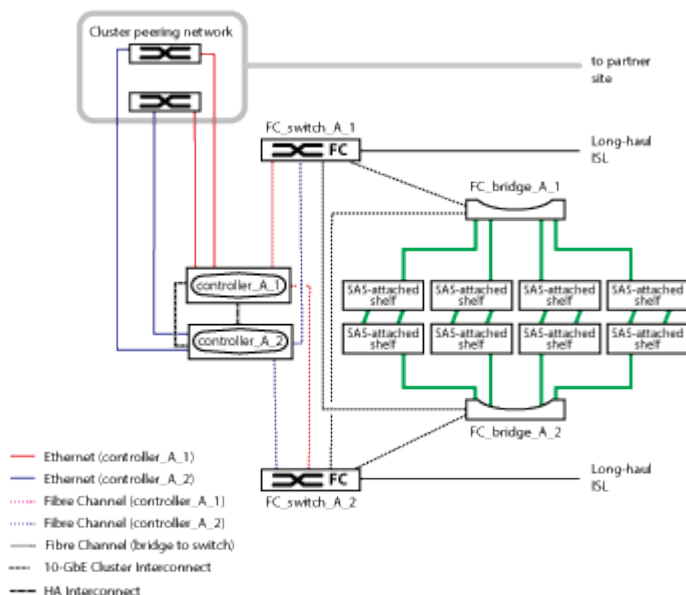 Cluster peering network
to partner
site
FC_switch_A_1
FC
Long-haul
ISL
FC_bridge_A_1
controller_A_1
controller_A_2
SAS-attached
shelf
SAS-attached
shelf
SAS-attached
shelf
SAS-attached
shelf
SAS-attached
shelf
SAS-attached
shelf
SAS-attached
shelf
SAS-attached
shelf
FC_bridge_A_2
FC
FC_switch_A_2
Long-haul
ISL
Ethernet (controller_A_1)
Ethernet (controller_A_2)
Fibre Channel (controller_A_1)
Fibre Channel (controller_A_2)
Fibre Channel (bridge to switch)
10-GbE Cluster Interconnect
HA Interconnect